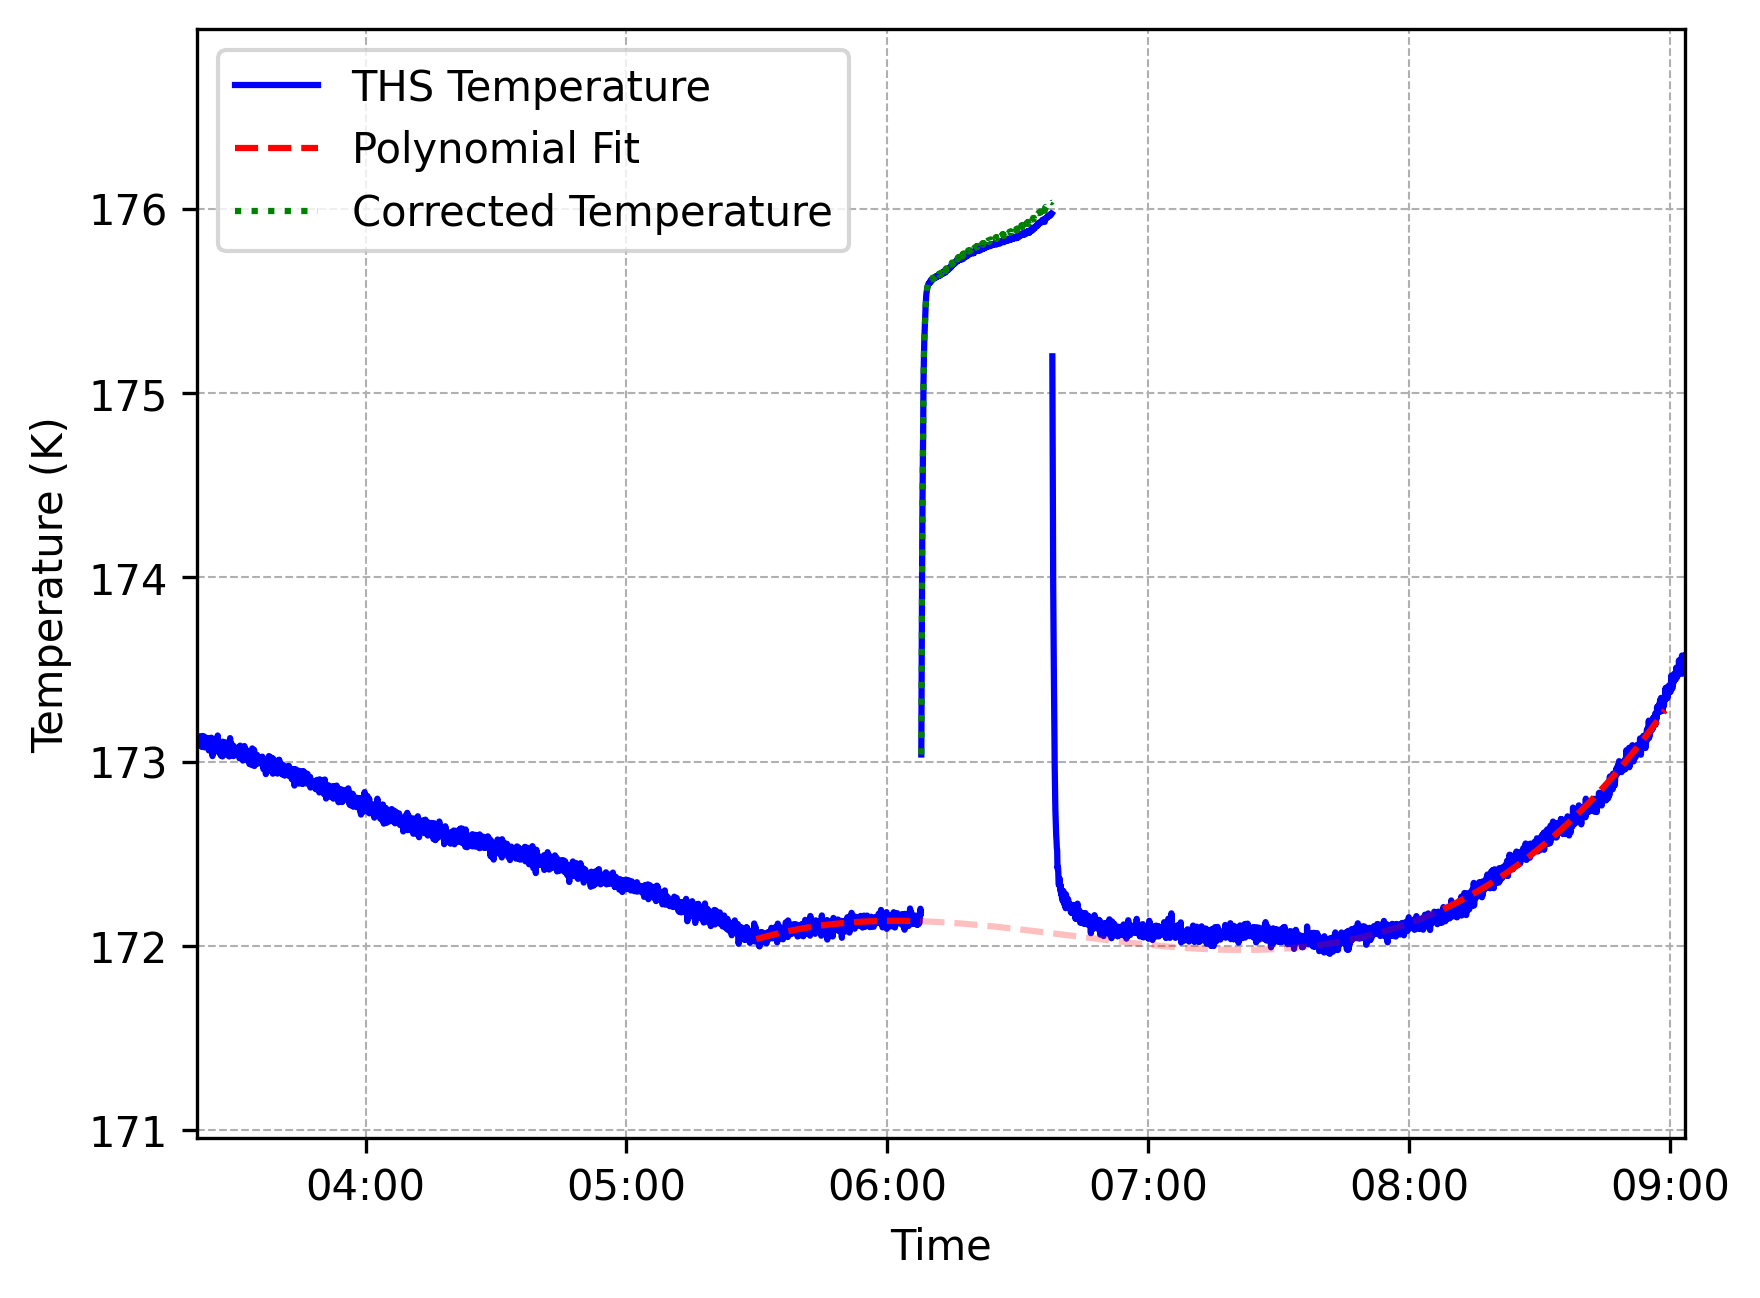 THS Temperature
Polynomial Fit
Corrected Temperature
176
175
174
173
172
171
Temperature (K)
04:00 05:00 06:00 07:00 08:00 09:00
Time